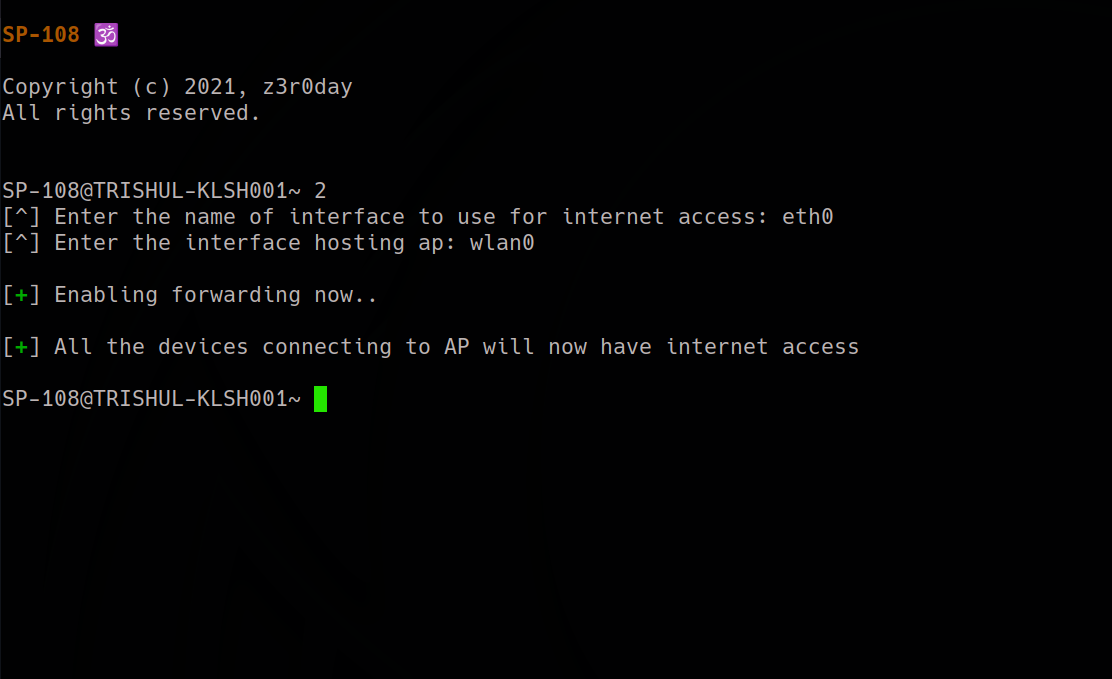 SP-108 🕉
Copyright (c) 2021, z3r0day
All rights reserved.
SP-108@TRISHUL-KLSH001~ 2
[^] Enter the name of interface to use for internet access: eth0
[^] Enter the interface hosting ap: wlan0
[+] Enabling forwarding now..
[+] All the devices connecting to AP will now have internet access
SP-108@TRISHUL-KLSH001~